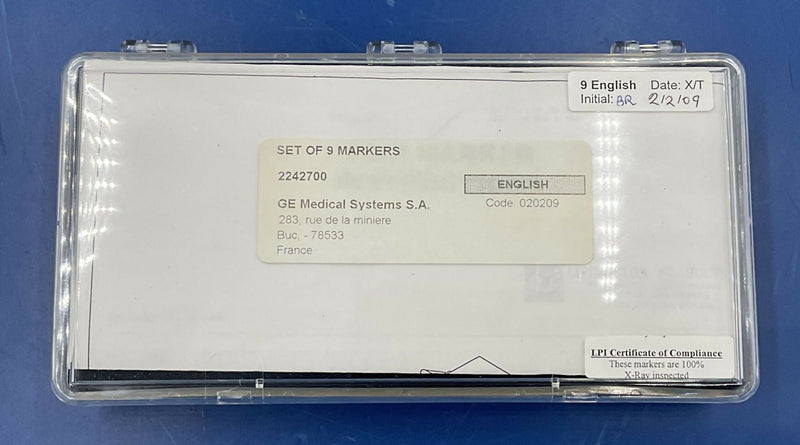 9 English Date: X/T
Initial: BR 2/2/09
SET OF 9 MARKERS
2242700
ENGLISH
GE Medical Systems S.A.
Code 020209
283, rue de la miniere
Buc, - 78533
France
LPI Certificate of Compliance
These markers are 100%
X-Ray inspected